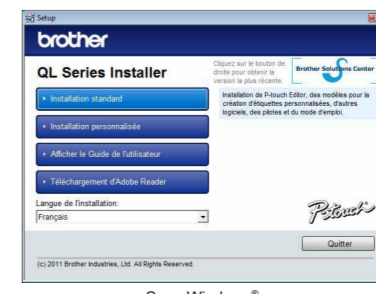 Setup
brother
QL Series Installer
Cliquez sur le bouton de
droite pour obtenir la
version la plus récente.
Brother Solutions Center
Installation standard
Installation personnalisée
Afficher le Guide de l'utilisateur
Téléchargement d'Adobe Reader
Installation de P-touch Editor, des modèles pour la
création d'étiquettes personnalisées, d'autres
logiciels, des pilotes et du mode d'emploi.
Langue de l'installation:
Français
P-touch
Quitter
(c) 2011 Brother Industries, Ltd. All Rights Reserved.